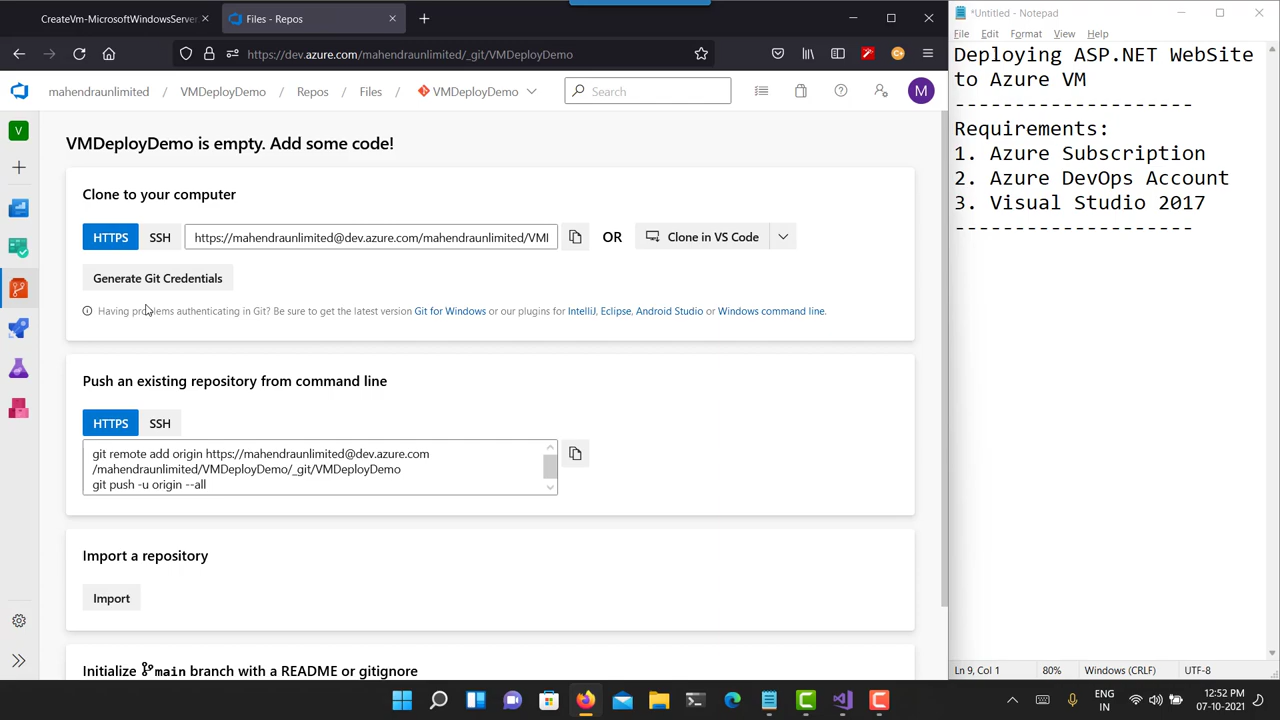 CreateVm-MicrosoftWindowsServer
Files - Repos
https://dev.azure.com/mahendraunlimited/_git/VMDeployDemo
mahendraunlimited / VMDeployDemo / Repos / Files / VMDeployDemo
Search
M
V
VMDeployDemo is empty. Add some code!
Clone to your computer
HTTPS SSH https://mahendraunlimited@dev.azure.com/mahendraunlimited/VMI OR Clone in VS Code
Generate Git Credentials
Having problems authenticating in Git? Be sure to get the latest version Git for Windows or our plugins for IntelliJ, Eclipse, Android Studio or Windows command line.
Push an existing repository from command line
HTTPS SSH
git remote add origin https://mahendraunlimited@dev.azure.com
/mahendraunlimited/VMDeployDemo/_git/VMDeployDemo
git push -u origin --all
Import a repository
Import
Initialize main branch with a README or gitignore
*Untitled - Notepad
File Edit Format View Help
Deploying ASP.NET WebSite
to Azure VM
--------------------
Requirements:
1. Azure Subscription
2. Azure DevOps Account
3. Visual Studio 2017
--------------------
Ln 9, Col 1 80% Windows (CRLF) UTF-8
ENG
IN
12:52 PM
07-10-2021